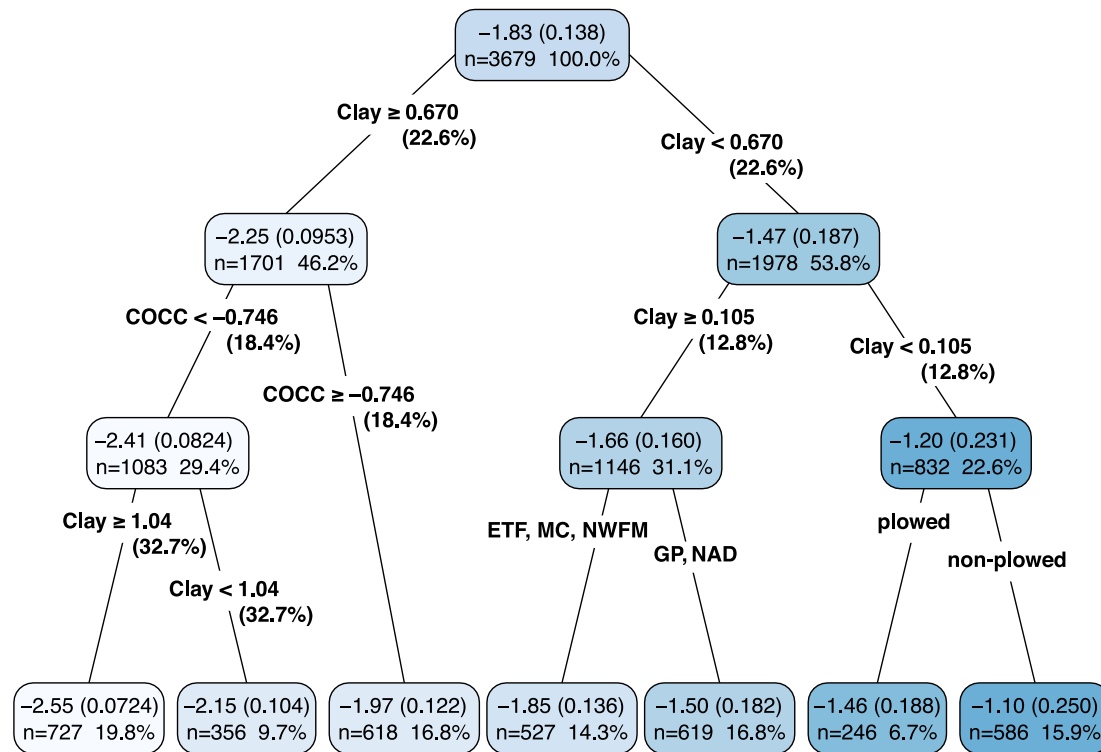 −1.83 (0.138)
n=3679 100.0%
Clay ≥ 0.670
(22.6%)
Clay < 0.670
(22.6%)
−2.25 (0.0953)
n=1701 46.2%
−1.47 (0.187)
n=1978 53.8%
COCC < −0.746
(18.4%)
COCC ≥ −0.746
(18.4%)
Clay ≥ 0.105
(12.8%)
Clay < 0.105
(12.8%)
−2.41 (0.0824)
n=1083 29.4%
−1.66 (0.160)
n=1146 31.1%
−1.20 (0.231)
n=832 22.6%
Clay ≥ 1.04
(32.7%)
Clay < 1.04
(32.7%)
ETF, MC, NWFM
GP, NAD
plowed
non-plowed
−2.55 (0.0724)
n=727 19.8%
−2.15 (0.104)
n=356 9.7%
−1.97 (0.122)
n=618 16.8%
−1.85 (0.136)
n=527 14.3%
−1.50 (0.182)
n=619 16.8%
−1.46 (0.188)
n=246 6.7%
−1.10 (0.250)
n=586 15.9%